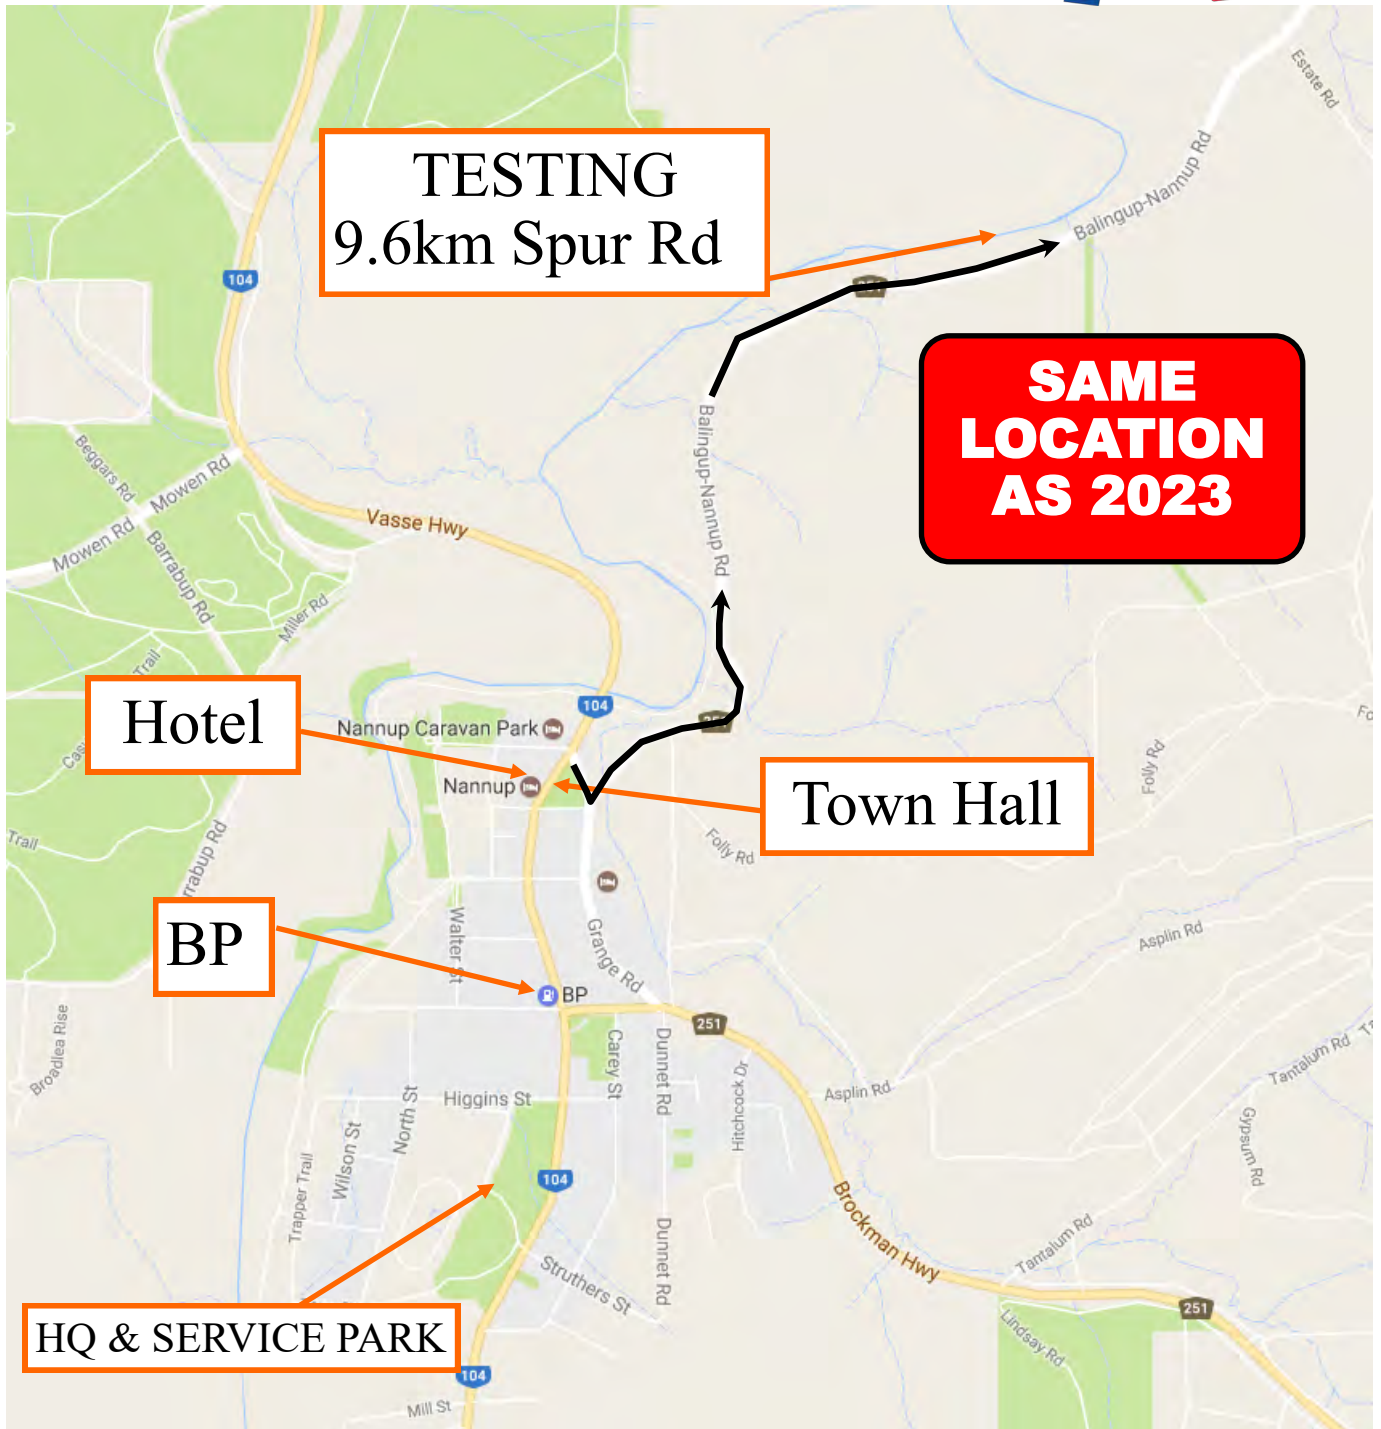 Estate Rd
TESTING
9.6km Spur Rd
Balingup-Nannup Rd
104
SAME
LOCATION
AS 2023
Beggars Rd
Mowen Rd
Mowen Rd
Barrabup Rd
Vasse Hwy
Balingup-Nannup Rd
Miller Rd
Trail
Hotel
104
Nannup Caravan Park
Nannup
Town Hall
Folly Rd
Folly Rd
Trail
rrabup Rd
BP
Walter St
Grange Rd
Asplin Rd
BP
251
Broadlea Rise
Carey St
Dunnet Rd
Hitchcock Dr
Asplin Rd
Tantalum Rd
Higgins St
North St
Wilson St
Trapper Trail
Gypsum Rd
104
Brockman Hwy
Tantalum Rd
Dunnet Rd
Struthers St
HQ & SERVICE PARK
251
Lindsay Rd
104
Mill St